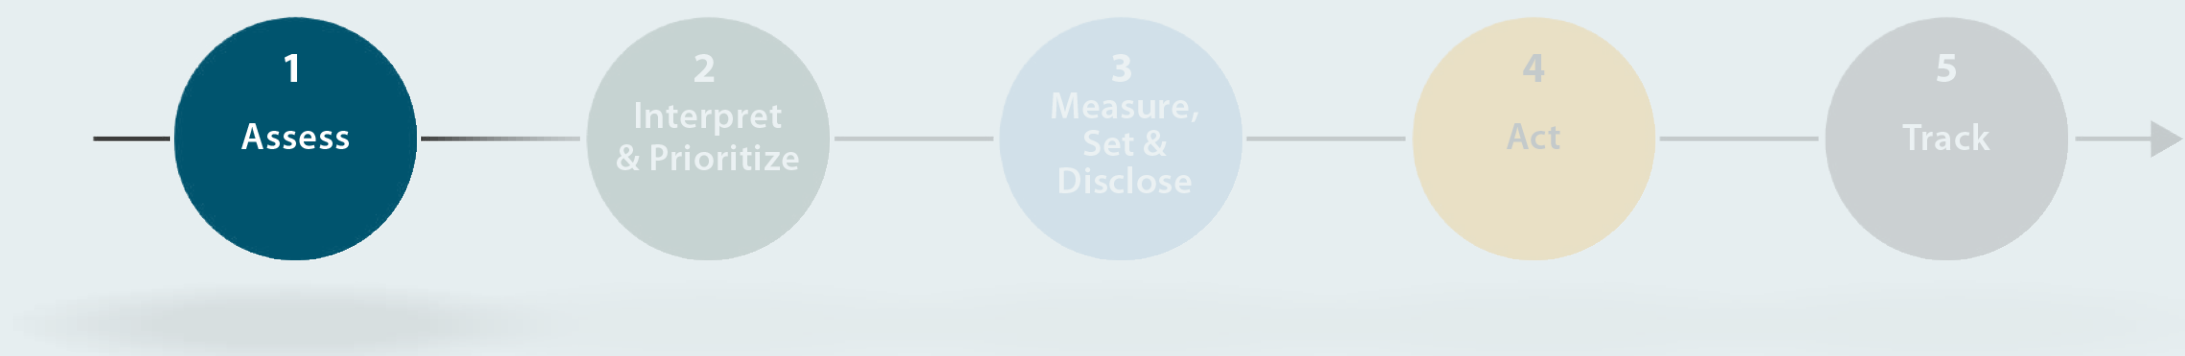 1
Assess
2
Interpret
& Prioritize
3
Measure,
Set &
Disclose
4
Act
5
Track